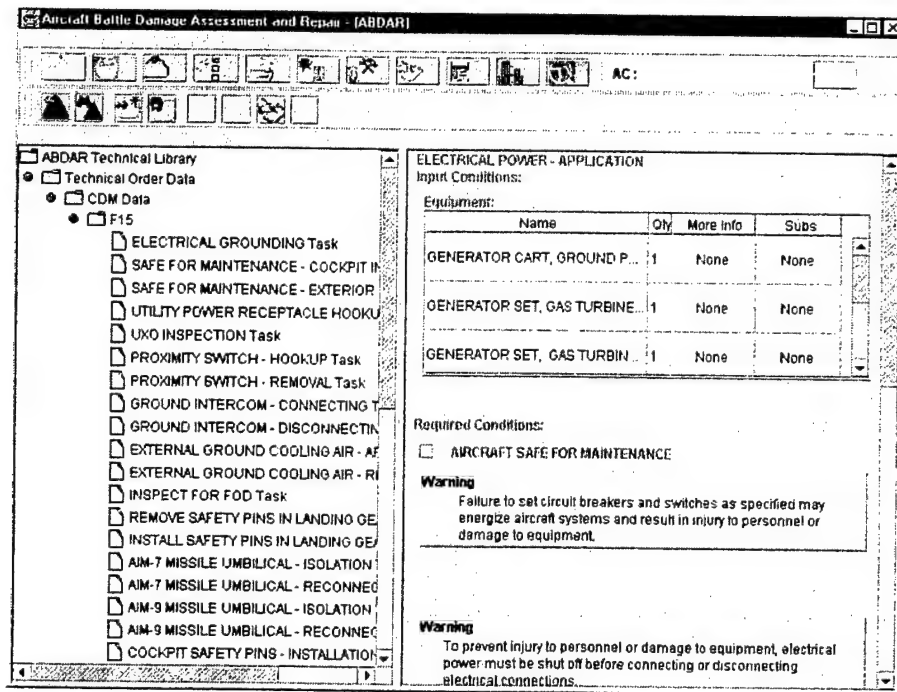 Aircraft Battle Damage Assessment and Repair - [ABDAR]
AC:
ABDAR Technical Library
Technical Order Data
CDM Data
F15
ELECTRICAL GROUNDING Task
SAFE FOR MAINTENANCE - COCKPIT IN
SAFE FOR MAINTENANCE - EXTERIOR
UTILITY POWER RECEPTACLE HOOKU
UXO INSPECTION Task
PROXIMITY SWITCH - HOOKUP Task
PROXIMITY SWITCH - REMOVAL Task
GROUND INTERCOM - CONNECTING T
GROUND INTERCOM - DISCONNECTIN
EXTERNAL GROUND COOLING AIR - AP
EXTERNAL GROUND COOLING AIR - RE
INSPECT FOR FOD Task
REMOVE SAFETY PINS IN LANDING GE
INSTALL SAFETY PINS IN LANDING GEA
AIM-7 MISSILE UMBILICAL - ISOLATION
AIM-7 MISSILE UMBILICAL - RECONNEC
AIM-9 MISSILE UMBILICAL - ISOLATION
AIM-9 MISSILE UMBILICAL - RECONNEC
COCKPIT SAFETY PINS - INSTALLATION
ELECTRICAL POWER - APPLICATION
Input Conditions:
Equipment:
Name Qty More Info Subs
GENERATOR CART, GROUND P... 1 None None
GENERATOR SET, GAS TURBINE... 1 None None
GENERATOR SET, GAS TURBIN... 1 None None
Required Conditions:
AIRCRAFT SAFE FOR MAINTENANCE
Warning
Failure to set circuit breakers and switches as specified may
energize aircraft systems and result in injury to personnel or
damage to equipment.
Warning
To prevent injury to personnel or damage to equipment, electrical
power must be shut off before connecting or disconnecting
electrical connections.